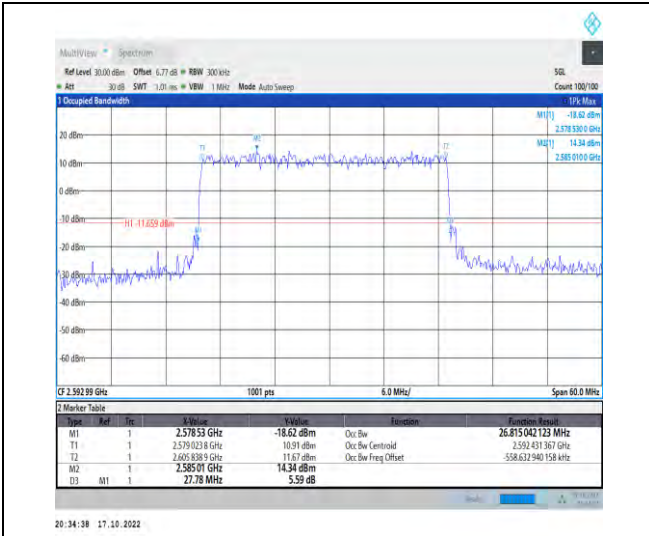 MultiView Spectrum
Ref Level 30.00 dBm Offset 6.77 dB RBW 300 kHz SGL
Att 30 dB SWT 1.01 ms VBW 1 MHz Mode Auto Sweep Count 100/100
1 Occupied Bandwidth 1Pk Max
M1[1] -18.62 dBm
2.578 530 0 GHz
M2[1] 14.34 dBm
2.585 010 0 GHz
20 dBm
M2
T1
T2
10 dBm
0 dBm
-10 dBm
H1 -11.659 dBm
-20 dBm
-30 dBm
-40 dBm
-50 dBm
-60 dBm
CF 2.592 99 GHz 1001 pts 6.0 MHz/ Span 60.0 MHz
2 Marker Table
Type Ref Trc X-Value Y-Value Function Function Result
M1 1 2.578 53 GHz -18.62 dBm Occ Bw 26.815 042 123 MHz
T1 1 2.579 023 8 GHz 10.91 dBm Occ Bw Centroid 2.592 431 367 GHz
T2 1 2.605 838 9 GHz 11.67 dBm Occ Bw Freq Offset -558.632 940 158 kHz
M2 1 2.585 01 GHz 14.34 dBm
D3 M1 1 27.78 MHz 5.59 dB
20:34:38 17.10.2022